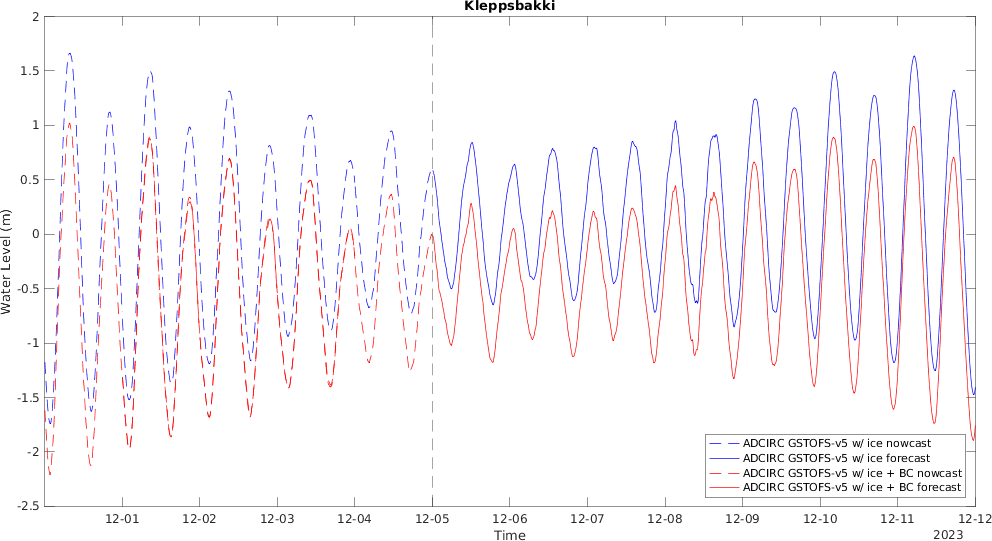 Kleppsbakki
2
1.5
1
0.5
0
-0.5
-1
-1.5
-2
-2.5
Water Level (m)
ADCIRC GSTOFS-v5 w/ ice nowcast
ADCIRC GSTOFS-v5 w/ ice forecast
ADCIRC GSTOFS-v5 w/ ice + BC nowcast
ADCIRC GSTOFS-v5 w/ ice + BC forecast
12-01 12-02 12-03 12-04 12-05 12-06 12-07 12-08 12-09 12-10 12-11 12-12
Time
2023